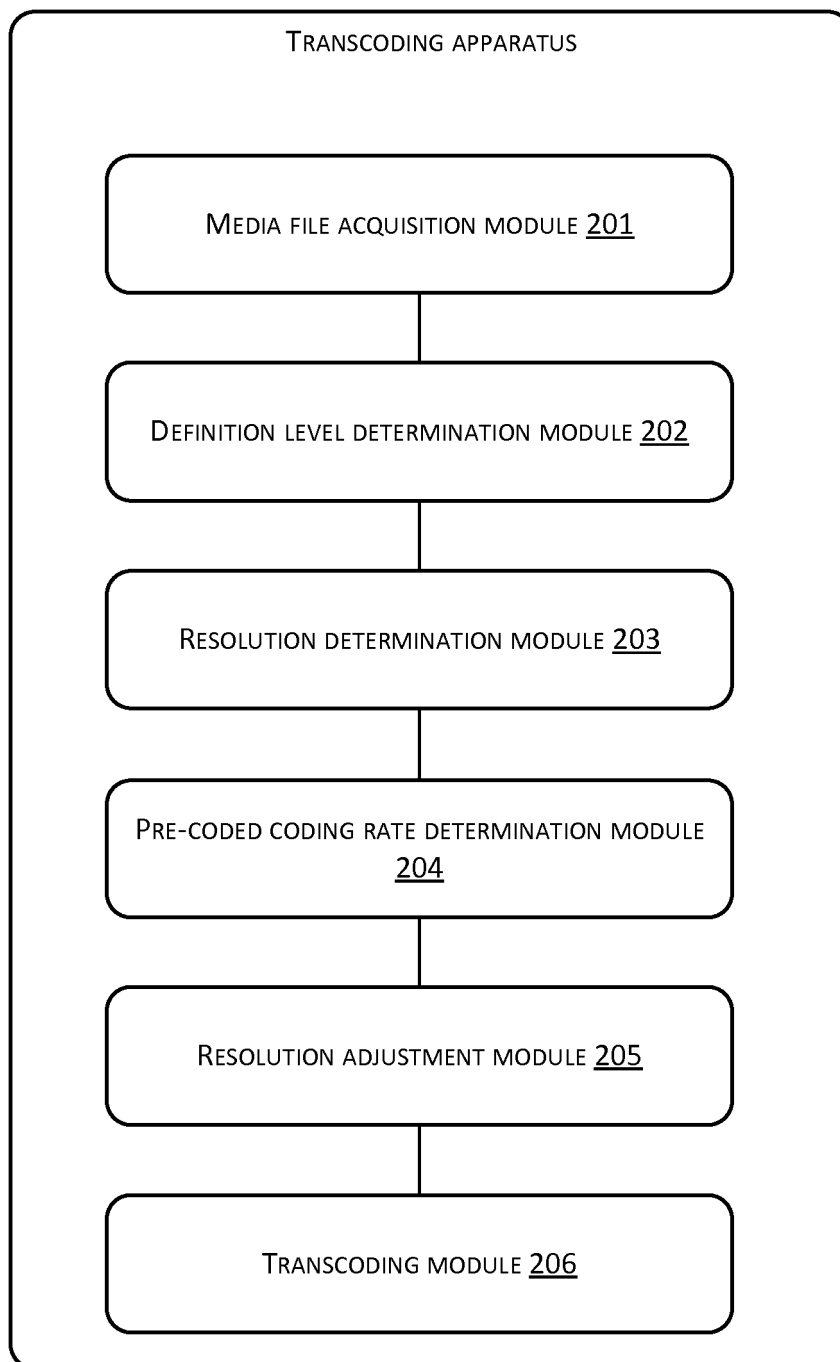 TRANSCODING APPARATUS
MEDIA FILE ACQUISITION MODULE 201
DEFINITION LEVEL DETERMINATION MODULE 202
RESOLUTION DETERMINATION MODULE 203
PRE-CODED CODING RATE DETERMINATION MODULE
204
RESOLUTION ADJUSTMENT MODULE 205
TRANSCODING MODULE 206